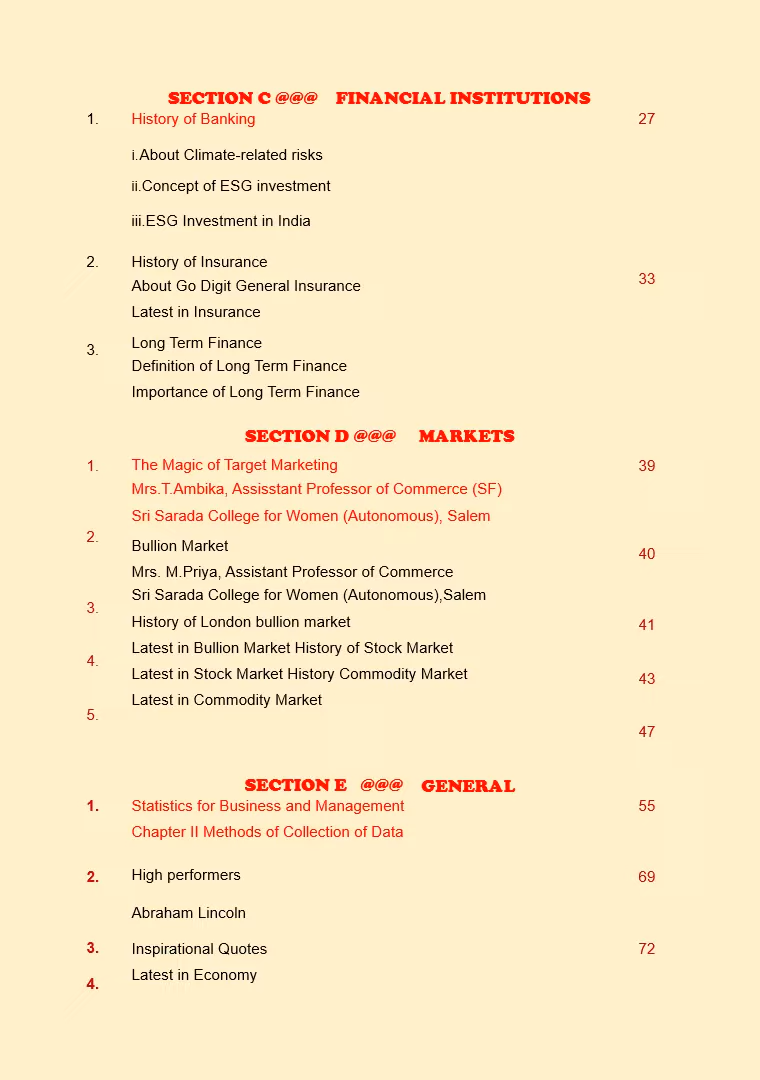 SECTION C @@@ FINANCIAL INSTITUTIONS
1. History of Banking 27
i.About Climate-related risks
ii.Concept of ESG investment
iii.ESG Investment in India
2. History of Insurance
33
About Go Digit General Insurance
Latest in Insurance
Long Term Finance
3.
Definition of Long Term Finance
Importance of Long Term Finance
SECTION D @@@ MARKETS
1. The Magic of Target Marketing 39
Mrs.T.Ambika, Assisstant Professor of Commerce (SF)
Sri Sarada College for Women (Autonomous), Salem
2.
Bullion Market
40
Mrs. M.Priya, Assistant Professor of Commerce
Sri Sarada College for Women (Autonomous),Salem
3.
History of London bullion market 41
Latest in Bullion Market History of Stock Market
4.
Latest in Stock Market History Commodity Market 43
Latest in Commodity Market
5.
47
SECTION E @@@ GENERAL
1. Statistics for Business and Management 55
Chapter II Methods of Collection of Data
2. High performers 69
Abraham Lincoln
3. Inspirational Quotes 72
Latest in Economy
4.